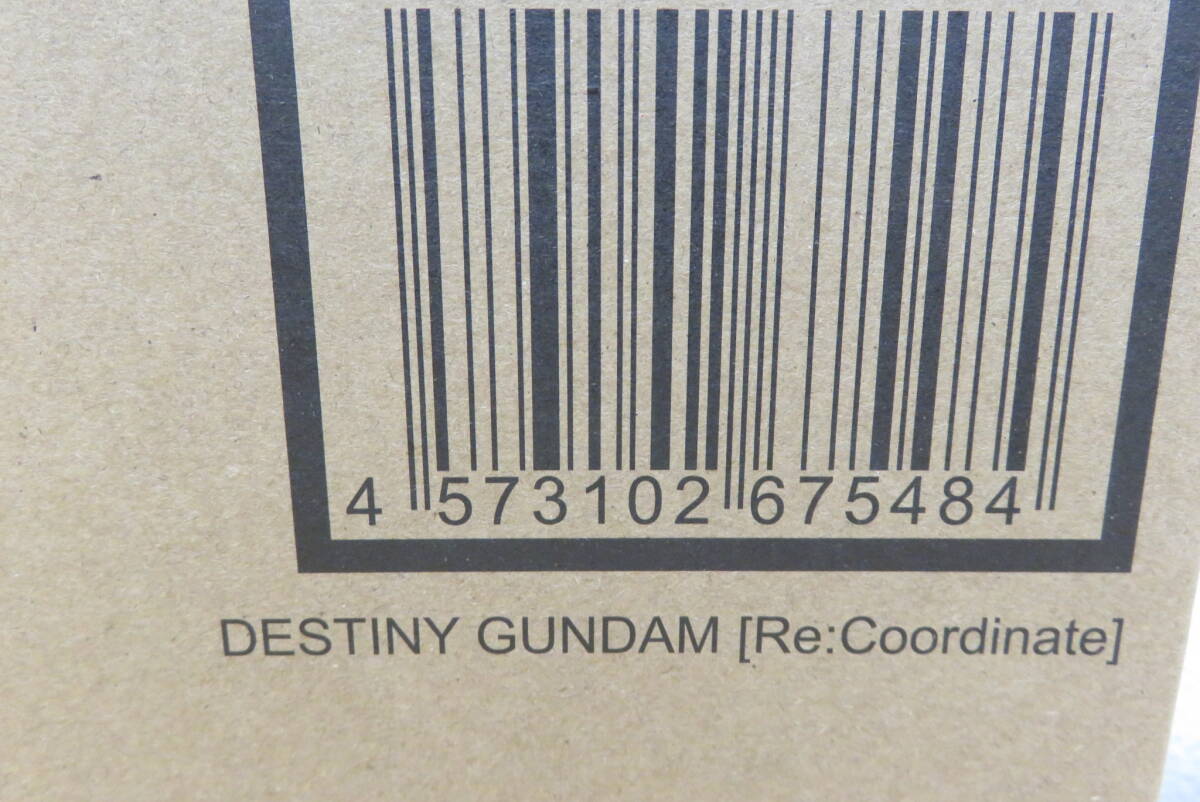 4 573102 675484
DESTINY GUNDAM [Re:Coordinate]